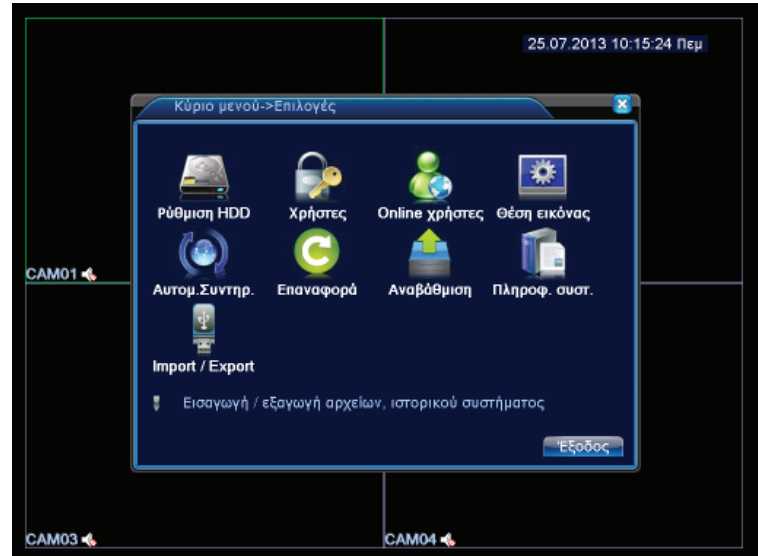 25.07.2013 10:15:24 Πεμ
Κύριο μενού->Επιλογές
Ρύθμιση HDD Χρήστες Online χρήστες Θέση εικόνας
CAM01
Αυτομ.Συντηρ. Επαναφορά Αναβάθμιση Πληροφ. συστ.
Import / Export
Εισαγωγή / εξαγωγή αρχείων, ιστορικού συστήματος
Έξοδος
CAM03 CAM04